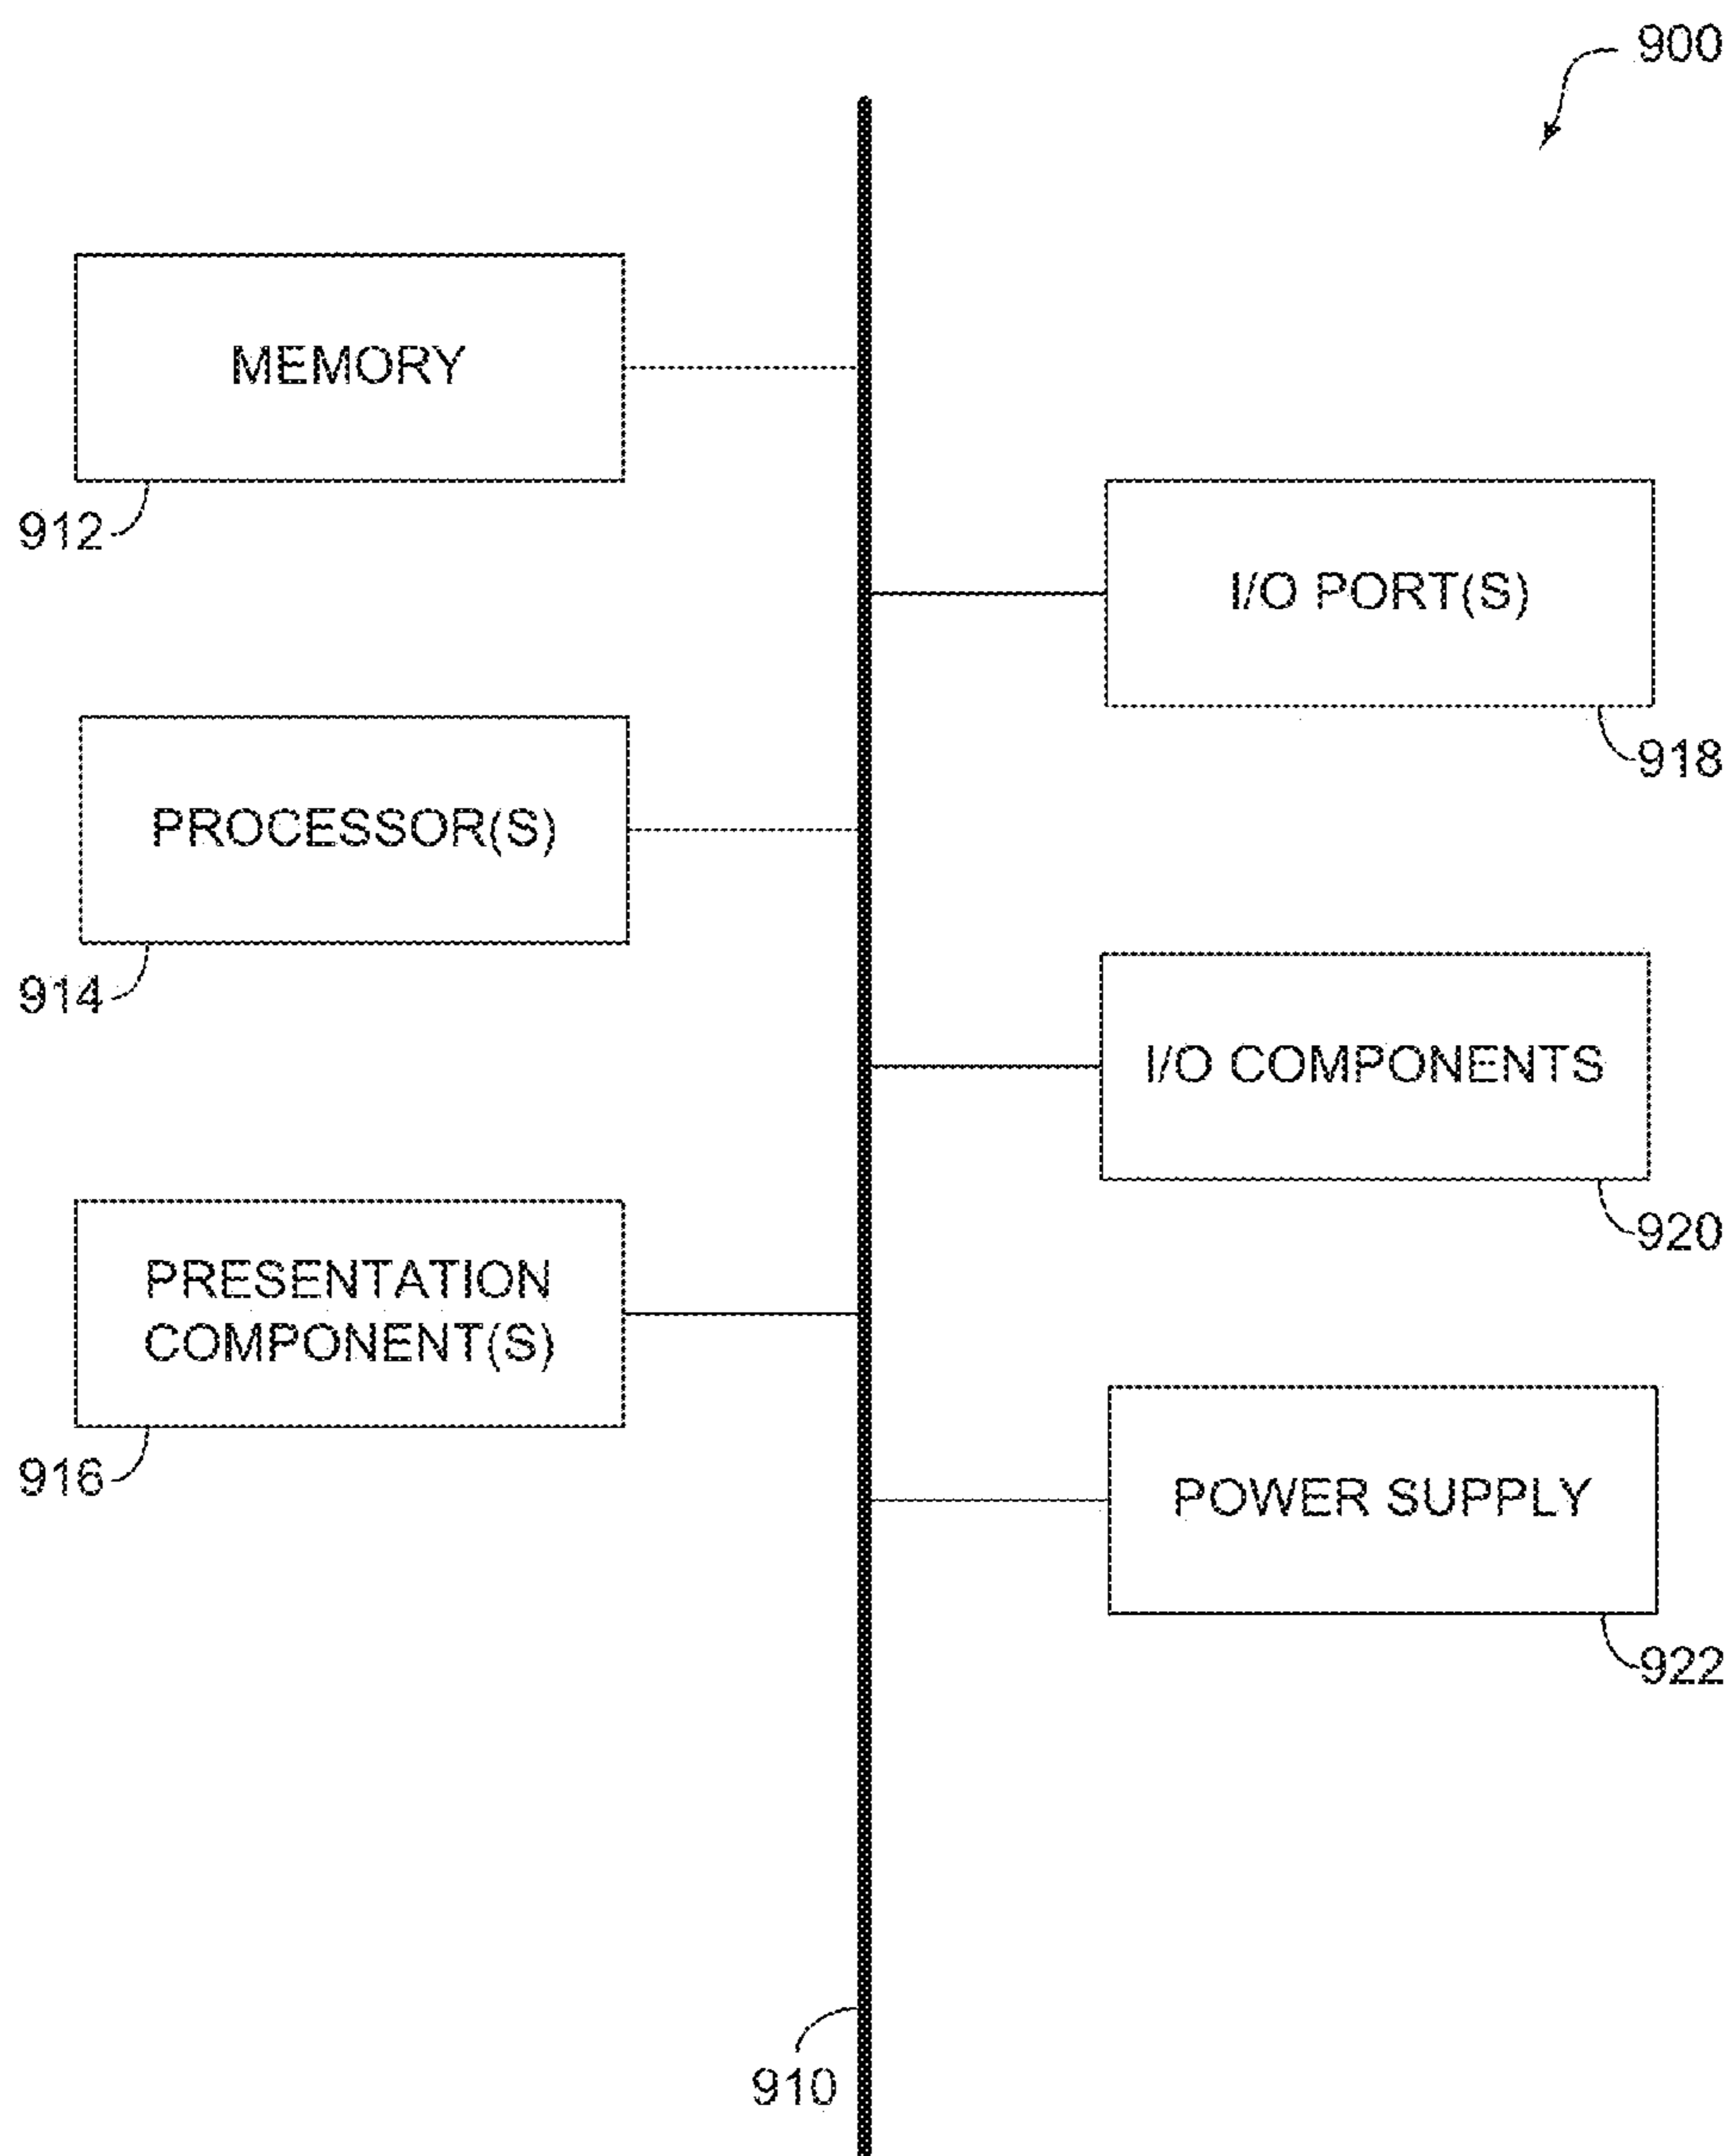 900
MEMORY
912
I/O PORT(S)
918
PROCESSOR(S)
914
I/O COMPONENTS
920
PRESENTATION
COMPONENT(S)
916
POWER SUPPLY
922
910